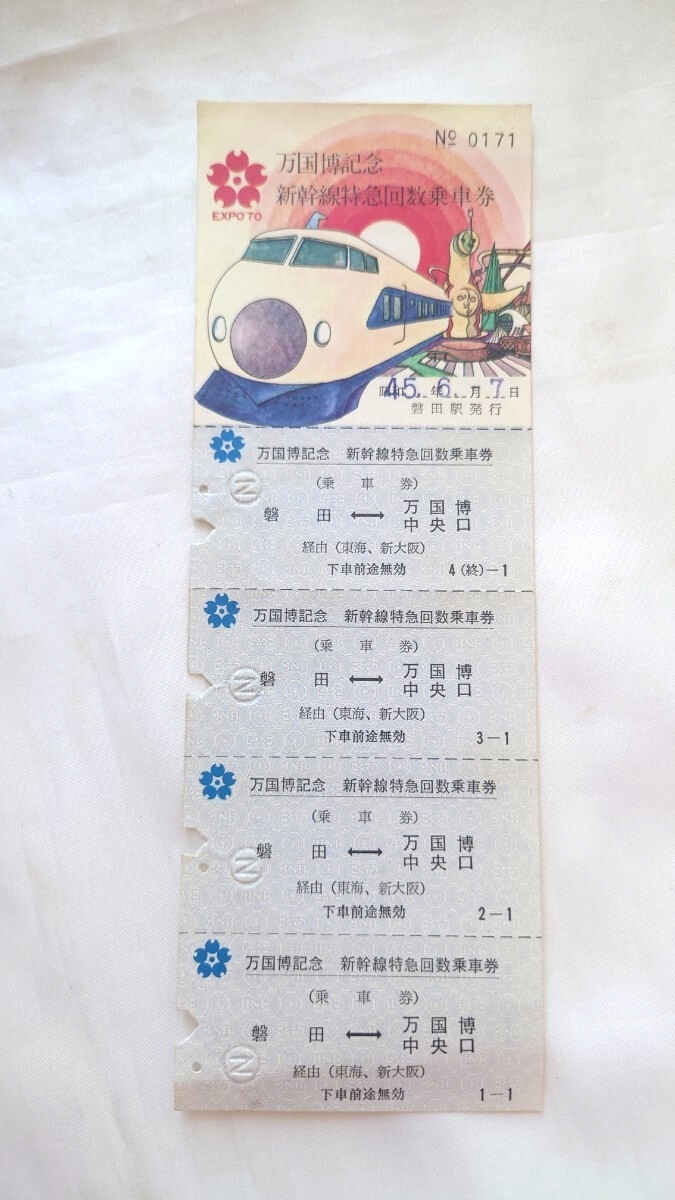 № 0171
万国博記念
新幹線特急回数乗車券
EXPO'70
昭和45年6月-7日
磐田駅発行
万国博記念 新幹線特急回数乗車券
(乗車券)
磐田 ⟷ 万国博中央口
経由(東海、新大阪)
下車前途無効 4(終)-1
万国博記念 新幹線特急回数乗車券
(乗車券)
磐田 ⟷ 万国博中央口
経由(東海、新大阪)
下車前途無効 3-1
万国博記念 新幹線特急回数乗車券
(乗車券)
磐田 ⟷ 万国博中央口
経由(東海、新大阪)
下車前途無効 2-1
万国博記念 新幹線特急回数乗車券
(乗車券)
磐田 ⟷ 万国博中央口
経由(東海、新大阪)
下車前途無効 1-1